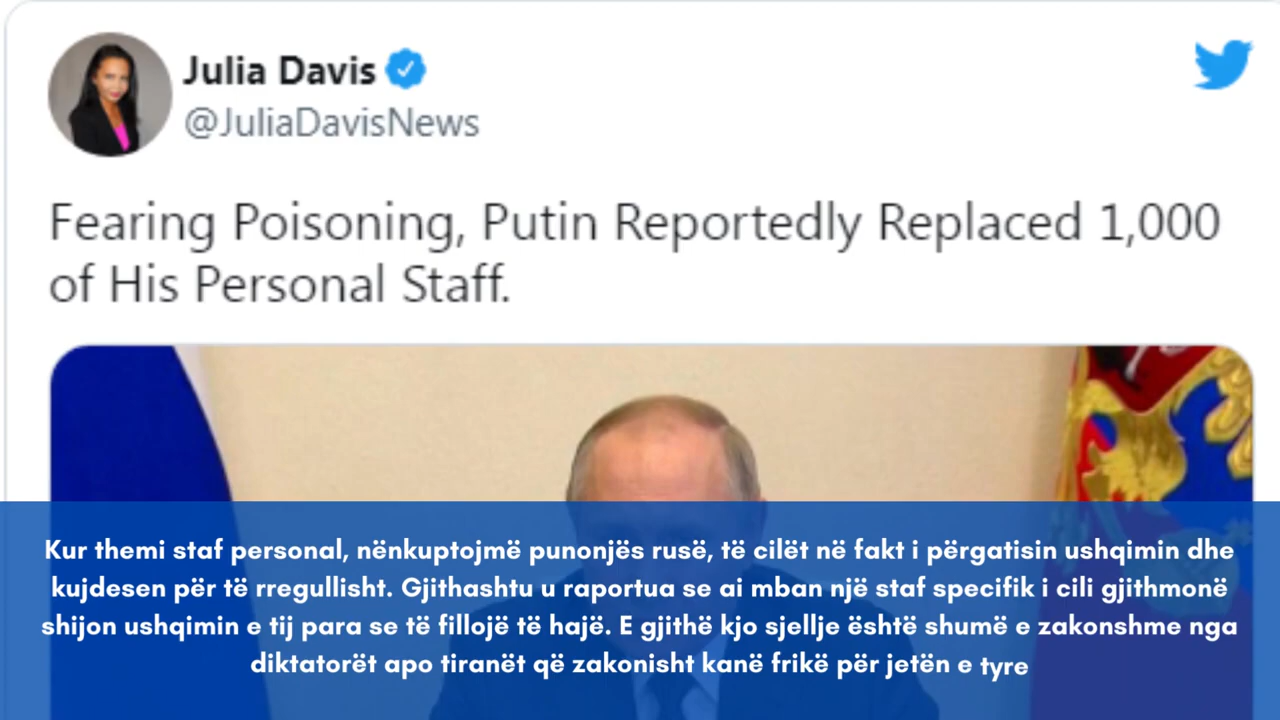 Julia Davis
@JuliaDavisNews
Fearing Poisoning, Putin Reportedly Replaced 1,000
of His Personal Staff.
Kur themi staf personal, nënkuptojmë punonjës rusë, të cilët në fakt i përgatisin ushqimin dhe
kujdesen për të rregullisht. Gjithashtu u raportua se ai mban një staf specifik i cili gjithmonë
shijon ushqimin e tij para se të fillojë të hajë. E gjithë kjo sjellje është shumë e zakonshme nga
diktatorët apo tiranët që zakonisht kanë frikë për jetën e tyre